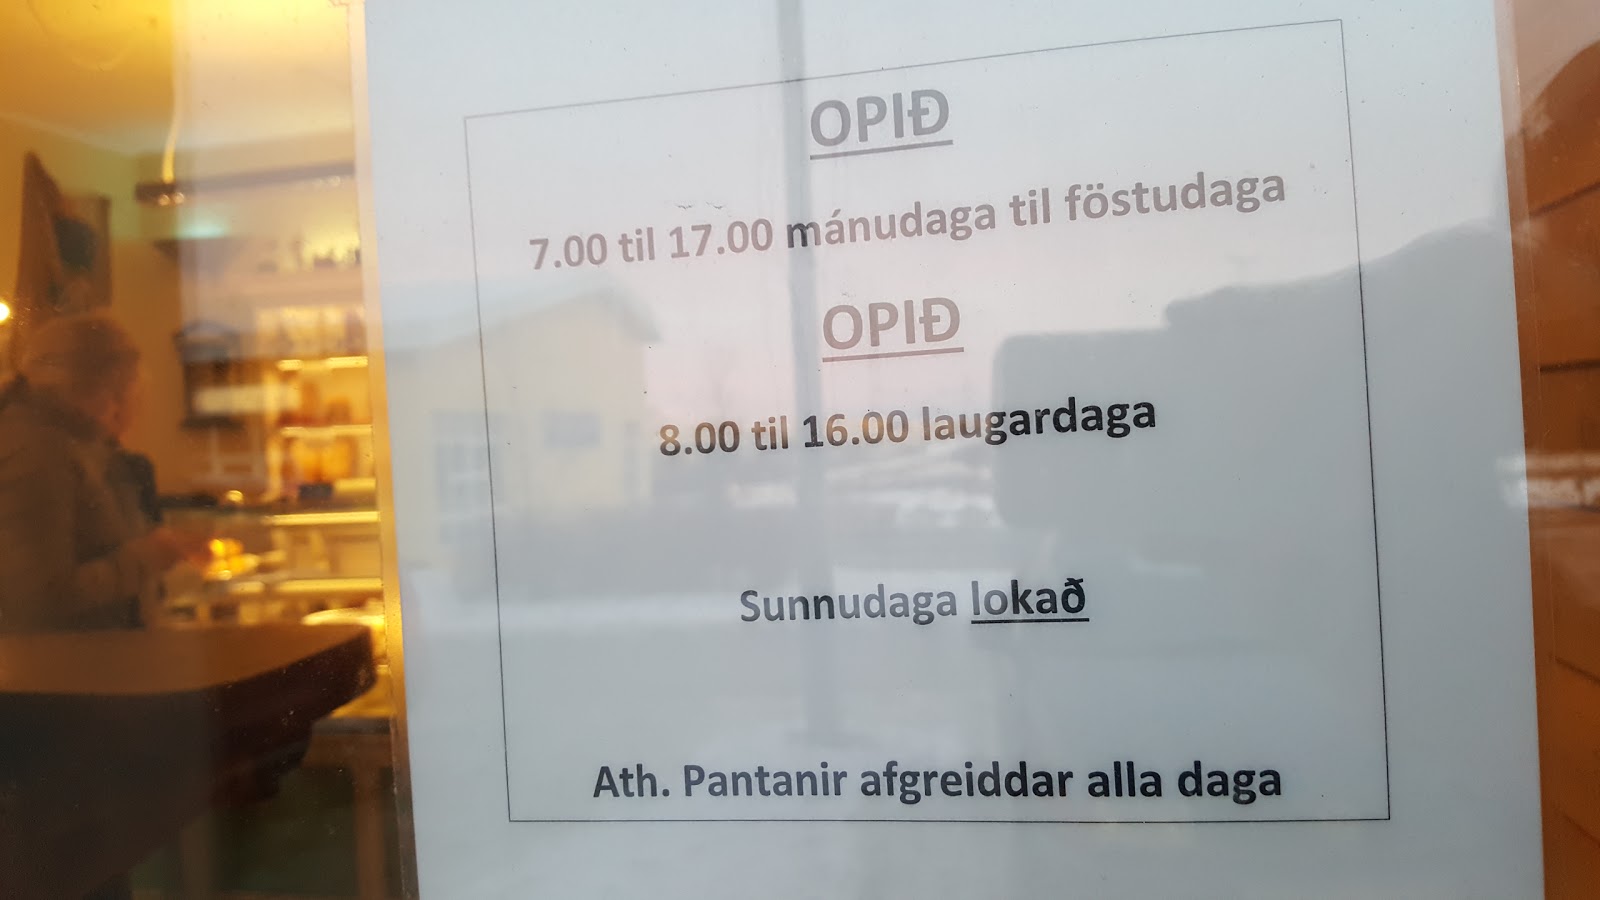 OPIÐ
7.00 til 17.00 mánudaga til föstudaga
OPIÐ
8.00 til 16.00 laugardaga
Sunnudaga lokað
Ath. Pantanir afgreiddar alla daga